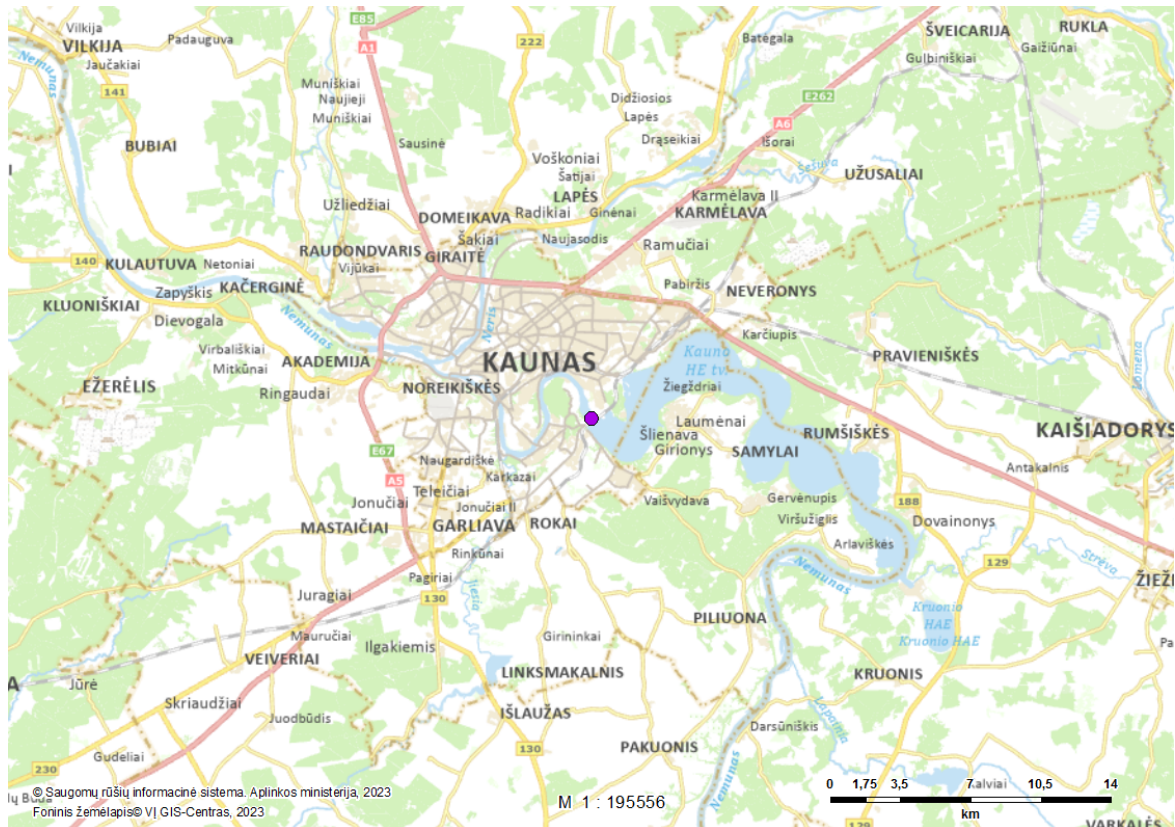 Vilkija
VILKIJA
Padauguva
E85
A1
222
Batėgala
ŠVEICARIJA
RUKLA
Gaižiūnai
Gulbiniškiai
Nemunas
Jaučakiai
141
Muniškiai
Naujieji
Muniškiai
Didžiosios
Lapės
E262
A6
BUBIAI
Sausinė
Drąseikiai
Išorai
Voškoniai
Šatijai
Šešuva
UŽUSALIAI
Užliedžiai
LAPĖS
Karmėlava II
KARMĖLAVA
DOMEIKAVA
Radikiai
Ginėnai
Šakiai
Naujasodis
Ramučiai
RAUDONDVARIS
GIRAITĖ
Vijūkai
140
KULAUTUVA
Netoniai
Pabiržis
NEVERONYS
KLUONIŠKIAI
Zapyškis
KAČERGINĖ
Dievogala
Nemunas
Neris
Karčiupis
Virbališkiai
Mitkūnai
AKADEMIJA
KAUNAS
Kauno
HE tv.
PRAVIENIŠKĖS
Lomena
EŽERĖLIS
Ringaudai
NOREIKIŠKĖS
Žiegždriai
Laumėnai
Šlienava
Girionys
SAMYLAI
RUMŠIŠKĖS
KAIŠIADORYS
E67
A5
Naugardiškė
Karkazai
Antakalnis
Teleičiai
Jonučiai
Jonučiai II
Vaišvydava
Gervėnupis
188
MASTAIČIAI
GARLIAVA
ROKAI
Viršužiglis
Dovainonys
Rinkūnai
Arlaviškės
Strėva
Pagiriai
Nemunas
129
ŽIEŽ
130
Juragiai
Jiesia
Kruonio
HAE
Kruonio HAE
PILIUONA
Mauručiai
Ilgakiemis
Girininkai
VEIVERIAI
LINKSMAKALNIS
KRUONIS
Jūrė
Skriaudžiai
Juodbūdis
IŠLAUŽAS
Darsūniškis
Lapainia
Gudeliai
130
PAKUONIS
230
Nemunas
Kalviai
© Saugomų rūšių informacinė sistema. Aplinkos ministerija, 2023
Foninis žemėlapis© VĮ GIS-Centras, 2023
M 1 : 195556
0 1,75 3,5 7 10,5 14
km
129
VARKALĖS